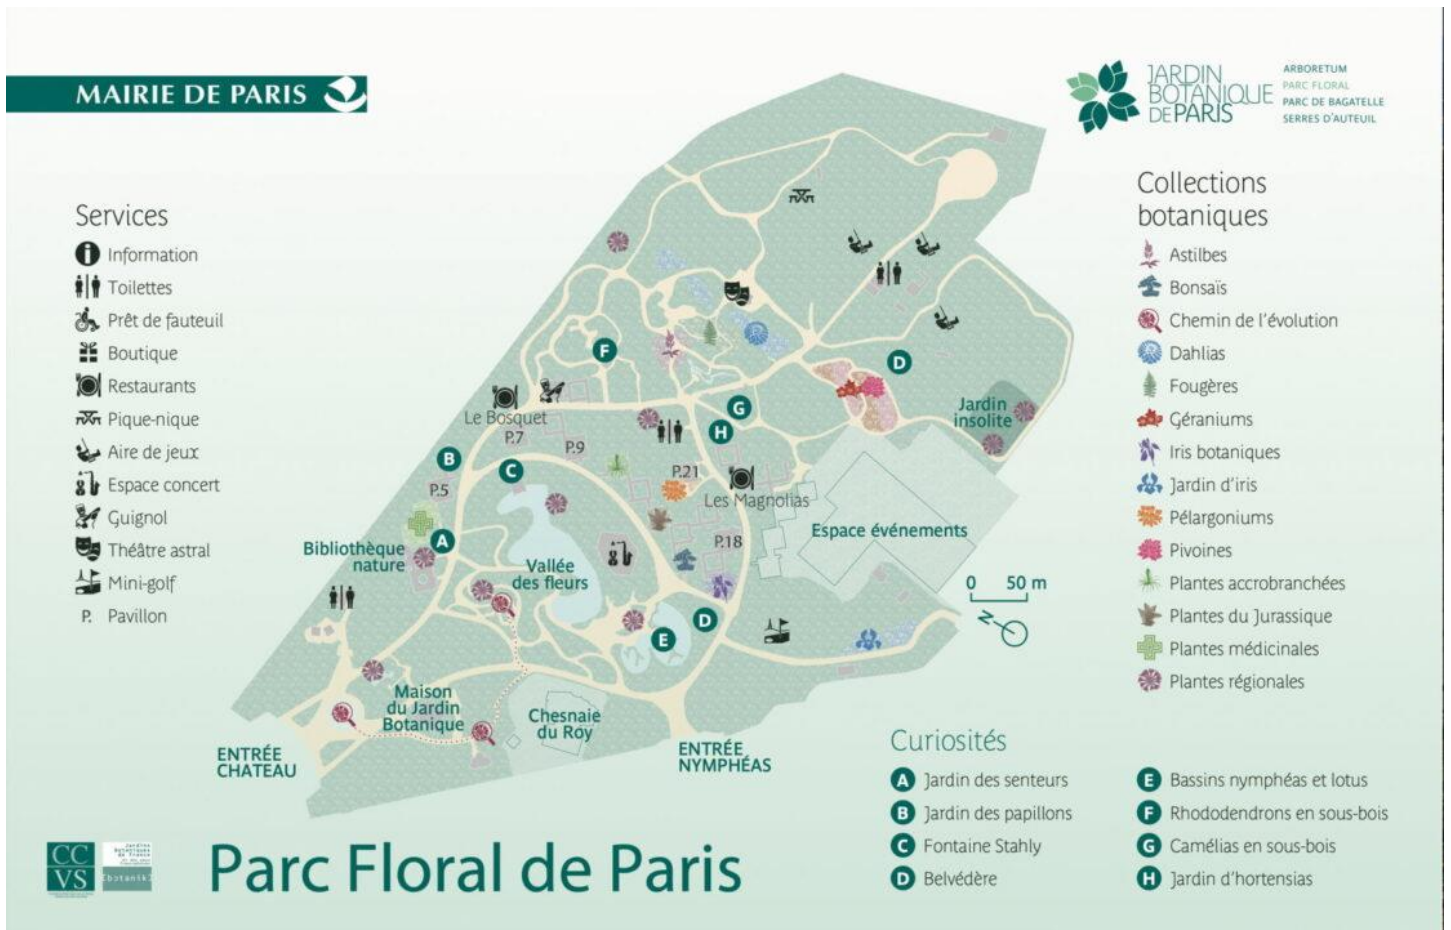 MAIRIE DE PARIS
JARDIN
BOTANIQUE
DE PARIS
ARBORETUM
PARC FLORAL
PARC DE BAGATELLE
SERRES D'AUTEUIL
Services
Information
Toilettes
Prêt de fauteuil
Boutique
Restaurants
Pique-nique
Aire de jeux
Espace concert
Guignol
Théâtre astral
Mini-golf
P. Pavillon
Collections
botaniques
Astilbes
Bonsaïs
Chemin de l'évolution
Dahlias
Fougères
Géraniums
Iris botaniques
Jardin d'iris
Pélargoniums
Pivoines
Plantes accrobranchées
Plantes du Jurassique
Plantes médicinales
Plantes régionales
F
D
Le Bosquet
G
H
Jardin
insolite
P.7
P.9
B
C
P.5
P.21
Les Magnolias
A
Bibliothèque
nature
Vallée
des fleurs
P.18
Espace événements
0 50 m
N
D
E
Maison
du Jardin
Botanique
Chesnaie
du Roy
ENTRÉE
CHATEAU
ENTRÉE
NYMPHÉAS
Curiosités
A Jardin des senteurs
B Jardin des papillons
C Fontaine Stahly
D Belvédère
E Bassins nymphéas et lotus
F Rhododendrons en sous-bois
G Camélias en sous-bois
H Jardin d'hortensias
CC
VS
[botanik]
Parc Floral de Paris